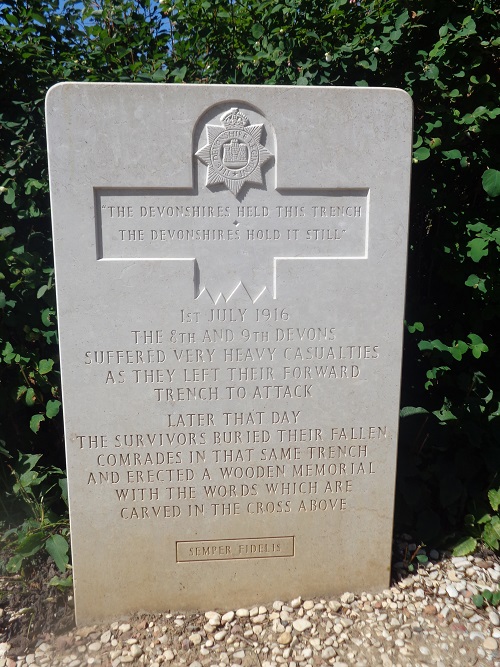 "THE DEVONSHIRES HELD THIS TRENCH
THE DEVONSHIRES HOLD IT STILL"
1ST JULY 1916
THE 8TH AND 9TH DEVONS
SUFFERED VERY HEAVY CASUALTIES
AS THEY LEFT THEIR FORWARD
TRENCH TO ATTACK
LATER THAT DAY
THE SURVIVORS BURIED THEIR FALLEN
COMRADES IN THAT SAME TRENCH
AND ERECTED A WOODEN MEMORIAL
WITH THE WORDS WHICH ARE
CARVED IN THE CROSS ABOVE
SEMPER FIDELIS